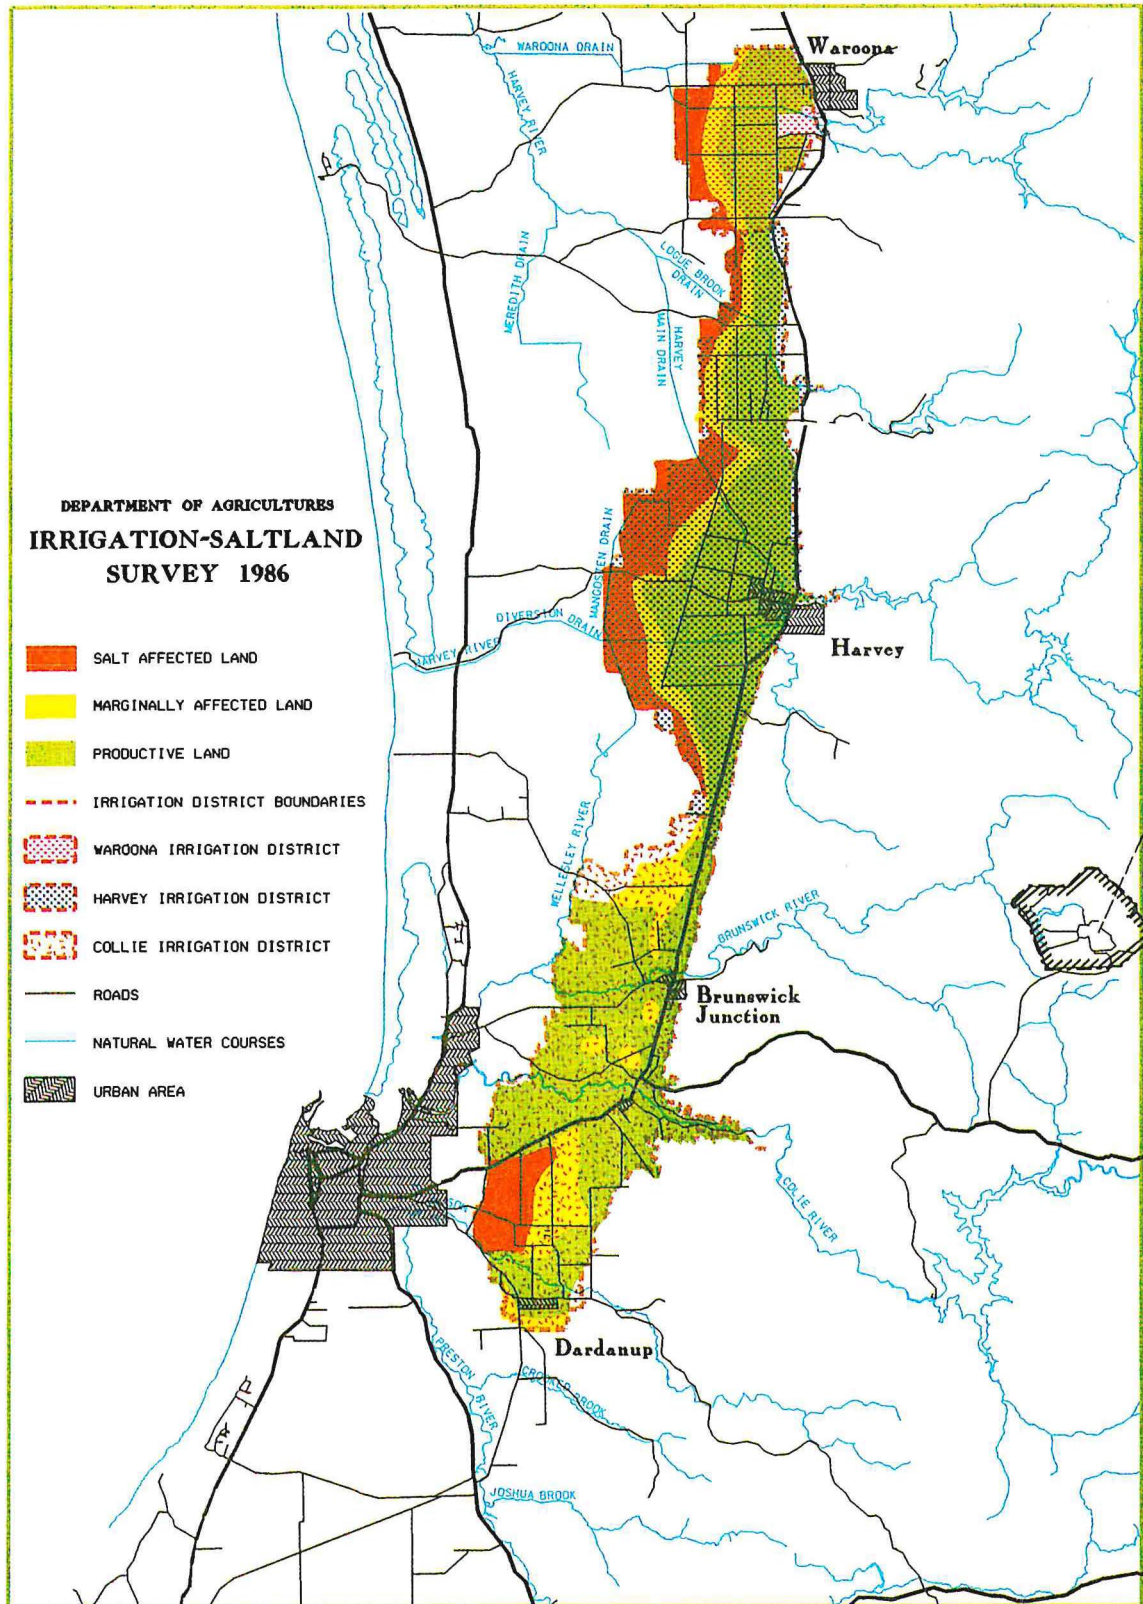 Waroona
WAROONA DRAIN
HARVEY RIVER
MEREDITH DRAIN
LOGUE BROOK
DRAIN
HARVEY
MAIN DRAIN
DEPARTMENT OF AGRICULTURES
IRRIGATION-SALTLAND
SURVEY 1986
MANGOSTEN DRAIN
DIVERSION DRAIN
HARVEY RIVER
Harvey
SALT AFFECTED LAND
MARGINALLY AFFECTED LAND
PRODUCTIVE LAND
IRRIGATION DISTRICT BOUNDARIES
WAROONA IRRIGATION DISTRICT
HARVEY IRRIGATION DISTRICT
COLLIE IRRIGATION DISTRICT
ROADS
NATURAL WATER COURSES
URBAN AREA
WELLESLEY RIVER
BRUNSWICK RIVER
Brunswick
Junction
COLIE RIVER
Dardanup
PRESTON
RIVER
CROOKED BROOK
JOSHUA BROOK